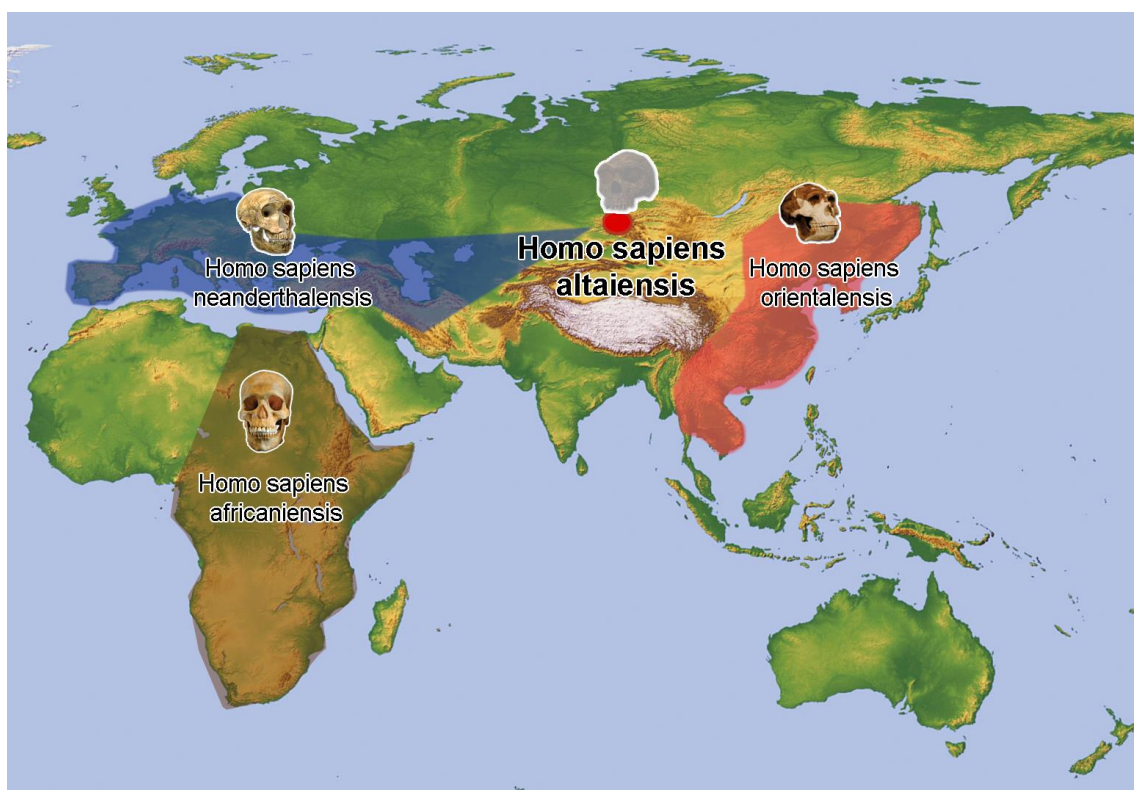 Homo sapiens
altaiensis
Homo sapiens
neanderthalensis
Homo sapiens
orientalensis
Homo sapiens
africaniensis